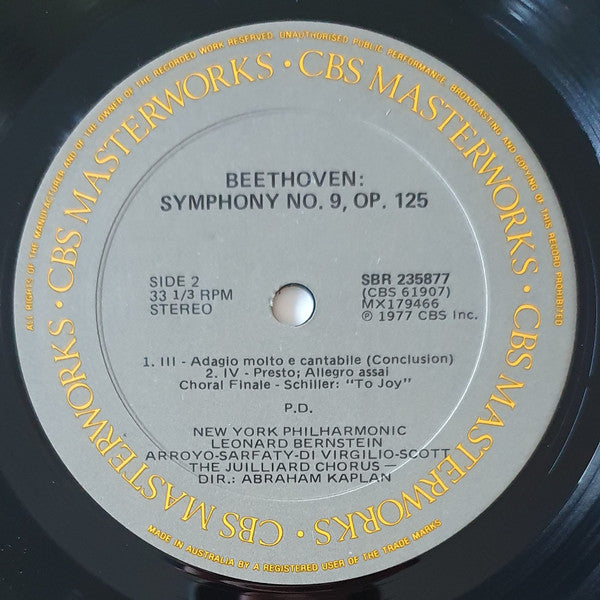 ALL RIGHTS OF THE MANUFACTURER AND OF THE OWNER OF THE RECORDED WORK RESERVED. UNAUTHORISED PUBLIC PERFORMANCE, BROADCASTING AND COPYING OF THIS RECORD PROHIBITED
CBS MASTERWORKS · CBS MASTERWORKS · CBS MASTERWORKS · CBS MASTERWORKS ·
BEETHOVEN:
SYMPHONY NO. 9, OP. 125
SIDE 2
33 1/3 RPM
STEREO
SBR 235877
(CBS 61907)
MX179466
℗ 1977 CBS Inc.
1. III - Adagio molto e cantabile (Conclusion)
2. IV - Presto; Allegro assai
Choral Finale - Schiller: "To Joy"
P.D.
NEW YORK PHILHARMONIC
LEONARD BERNSTEIN
ARROYO-SARFATY-DI VIRGILIO-SCOTT
THE JUILLIARD CHORUS —
DIR.: ABRAHAM KAPLAN
MADE IN AUSTRALIA BY A REGISTERED USER OF THE TRADE MARKS